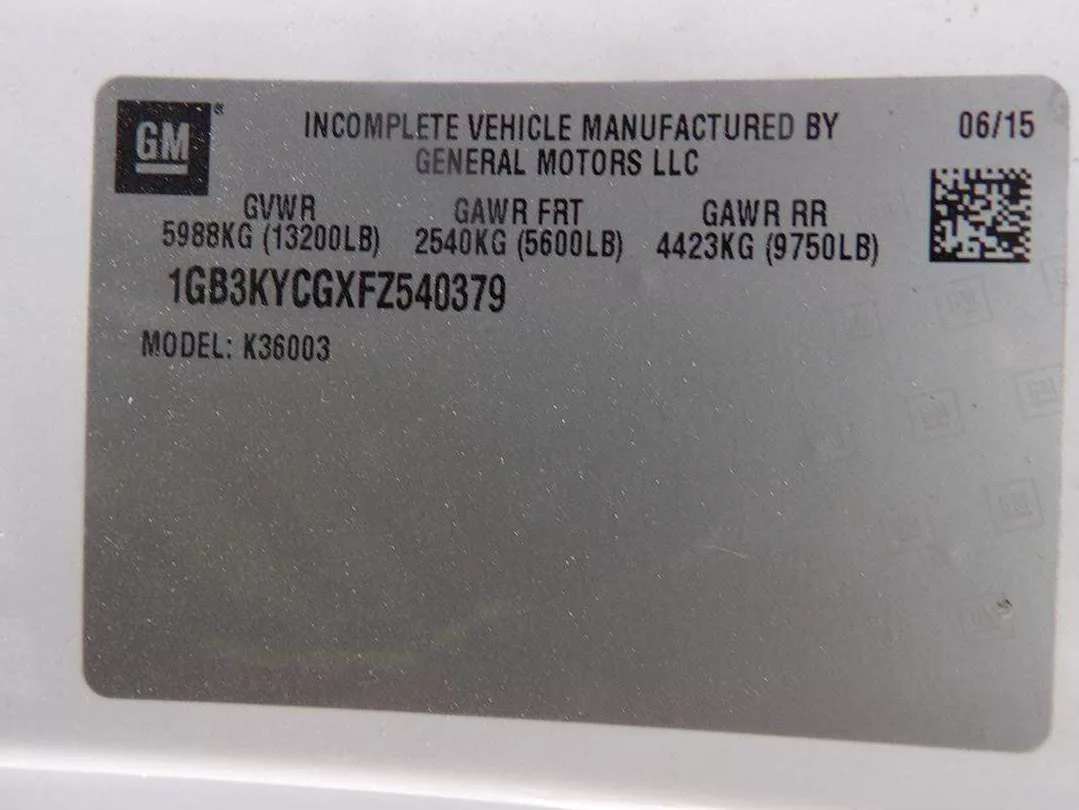 GM®
INCOMPLETE VEHICLE MANUFACTURED BY
GENERAL MOTORS LLC
06/15
GVWR
5988KG (13200LB)
GAWR FRT
2540KG (5600LB)
GAWR RR
4423KG (9750LB)
1GB3KYCGXFZ540379
MODEL: K36003